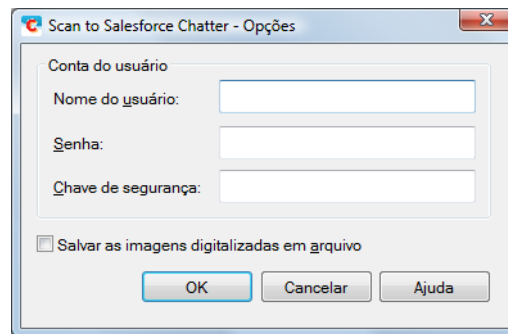 Scan to Salesforce Chatter - Opções
Conta do usuário
Nome do usuário:
Senha:
Chave de segurança:
Salvar as imagens digitalizadas em arquivo
OK Cancelar Ajuda